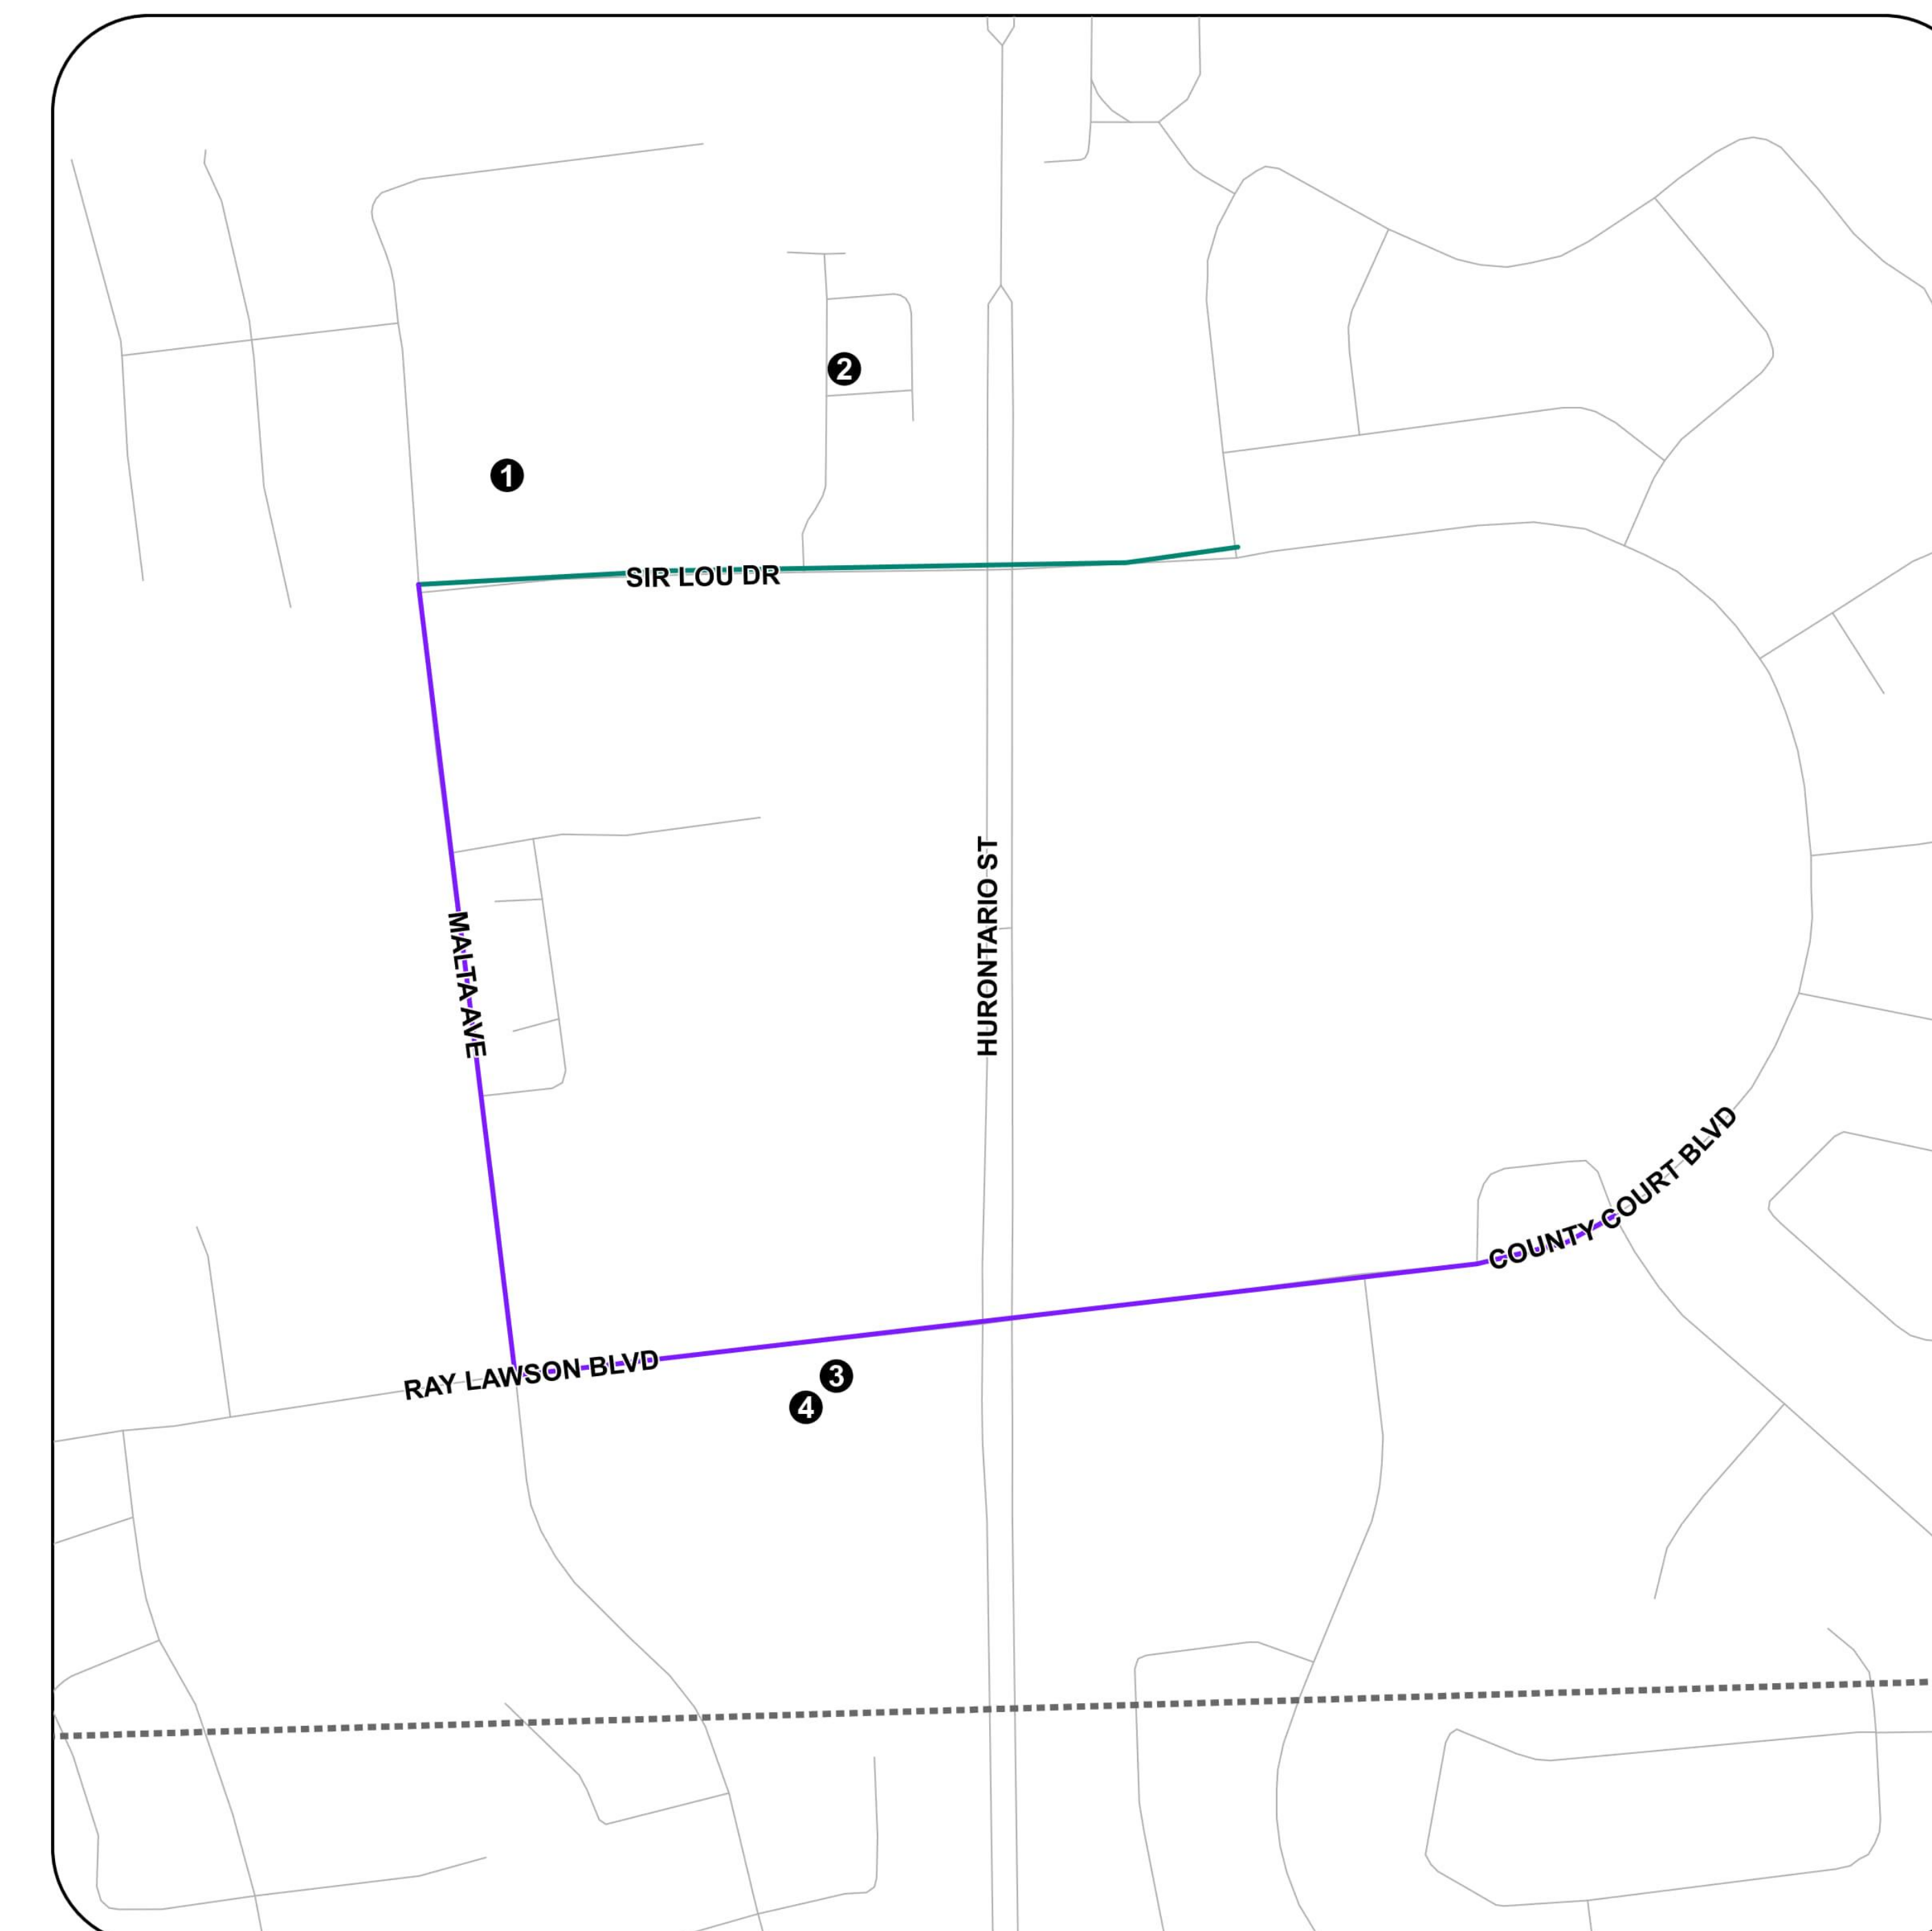 2
1
SIR LOU DR
HURONTARIO ST
MALTA AVE
COUNTY COURT BLVD
RAY LAWSON BLVD
3
4